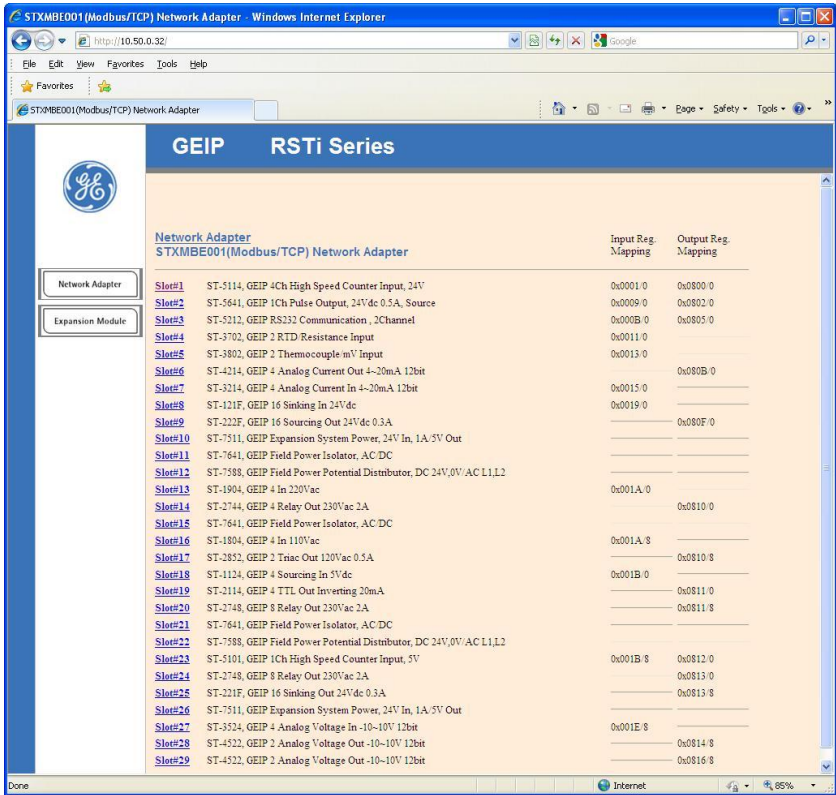 STXMBE001(Modbus/TCP) Network Adapter - Windows Internet Explorer
http://10.50.0.32/
Google
File Edit View Favorites Tools Help
Favorites
STXMBE001(Modbus/TCP) Network Adapter
Page Safety Tools
GEIP RSTi Series
Network Adapter
Expansion Module
Network Adapter
STXMBE001(Modbus/TCP) Network Adapter
Input Reg. Mapping Output Reg. Mapping
Slot#1 ST-5114, GEIP 4Ch High Speed Counter Input, 24V 0x0001/0 0x0800/0
Slot#2 ST-5641, GEIP 1Ch Pulse Output, 24Vdc 0.5A, Source 0x0009/0 0x0802/0
Slot#3 ST-5212, GEIP RS232 Communication , 2Channel 0x000B/0 0x0805/0
Slot#4 ST-3702, GEIP 2 RTD/Resistance Input 0x0011/0
Slot#5 ST-3802, GEIP 2 Thermocouple/mV Input 0x0013/0
Slot#6 ST-4214, GEIP 4 Analog Current Out 4~20mA 12bit 0x080B/0
Slot#7 ST-3214, GEIP 4 Analog Current In 4~20mA 12bit 0x0015/0
Slot#8 ST-121F, GEIP 16 Sinking In 24Vdc 0x0019/0
Slot#9 ST-222F, GEIP 16 Sourcing Out 24Vdc 0.3A 0x080F/0
Slot#10 ST-7511, GEIP Expansion System Power, 24V In, 1A/5V Out
Slot#11 ST-7641, GEIP Field Power Isolator, AC/DC
Slot#12 ST-7588, GEIP Field Power Potential Distributor, DC 24V,0V/AC L1,L2
Slot#13 ST-1904, GEIP 4 In 220Vac 0x001A/0
Slot#14 ST-2744, GEIP 4 Relay Out 230Vac 2A 0x0810/0
Slot#15 ST-7641, GEIP Field Power Isolator, AC/DC
Slot#16 ST-1804, GEIP 4 In 110Vac 0x001A/8
Slot#17 ST-2852, GEIP 2 Triac Out 120Vac 0.5A 0x0810/8
Slot#18 ST-1124, GEIP 4 Sourcing In 5Vdc 0x001B/0
Slot#19 ST-2114, GEIP 4 TTL Out Inverting 20mA 0x0811/0
Slot#20 ST-2748, GEIP 8 Relay Out 230Vac 2A 0x0811/8
Slot#21 ST-7641, GEIP Field Power Isolator, AC/DC
Slot#22 ST-7588, GEIP Field Power Potential Distributor, DC 24V,0V/AC L1,L2
Slot#23 ST-5101, GEIP 1Ch High Speed Counter Input, 5V 0x001B/8 0x0812/0
Slot#24 ST-2748, GEIP 8 Relay Out 230Vac 2A 0x0813/0
Slot#25 ST-221F, GEIP 16 Sinking Out 24Vdc 0.3A 0x0813/8
Slot#26 ST-7511, GEIP Expansion System Power, 24V In, 1A/5V Out
Slot#27 ST-3524, GEIP 4 Analog Voltage In -10~10V 12bit 0x001E/8
Slot#28 ST-4522, GEIP 2 Analog Voltage Out -10~10V 12bit 0x0814/8
Slot#29 ST-4522, GEIP 2 Analog Voltage Out -10~10V 12bit 0x0816/8
Done Internet 85%